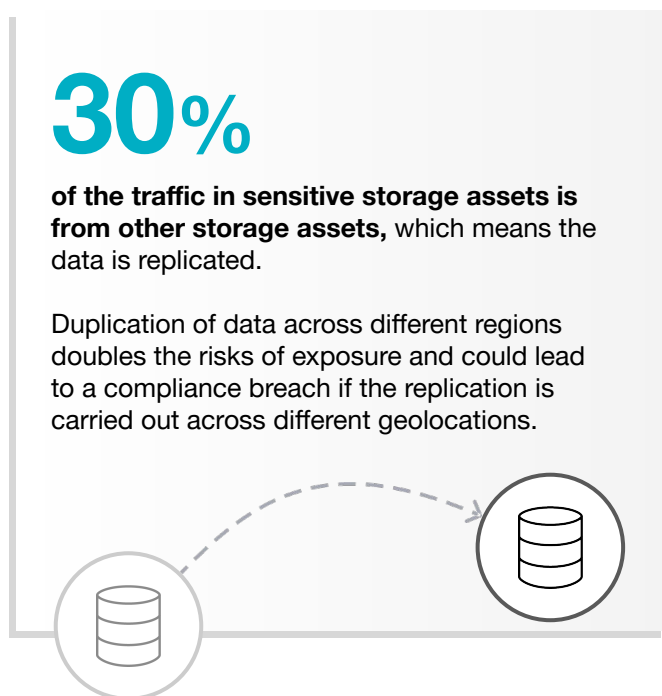 30%
of the traffic in sensitive storage assets is
from other storage assets, which means the
data is replicated.
Duplication of data across different regions
doubles the risks of exposure and could lead
to a compliance breach if the replication is
carried out across different geolocations.